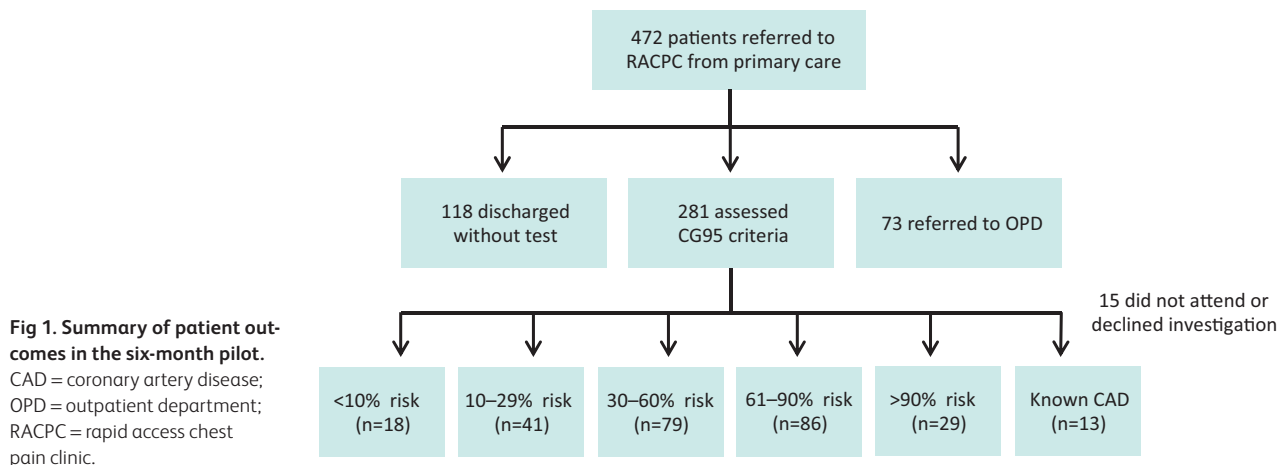 472 patients referred to
RACPC from primary care
118 discharged
without test
281 assessed
CG95 criteria
73 referred to OPD
15 did not attend or
declined investigation
<10% risk
(n=18)
10–29% risk
(n=41)
30–60% risk
(n=79)
61–90% risk
(n=86)
>90% risk
(n=29)
Known CAD
(n=13)
Fig 1. Summary of patient out-
comes in the six-month pilot.
CAD = coronary artery disease;
OPD = outpatient department;
RACPC = rapid access chest
pain clinic.